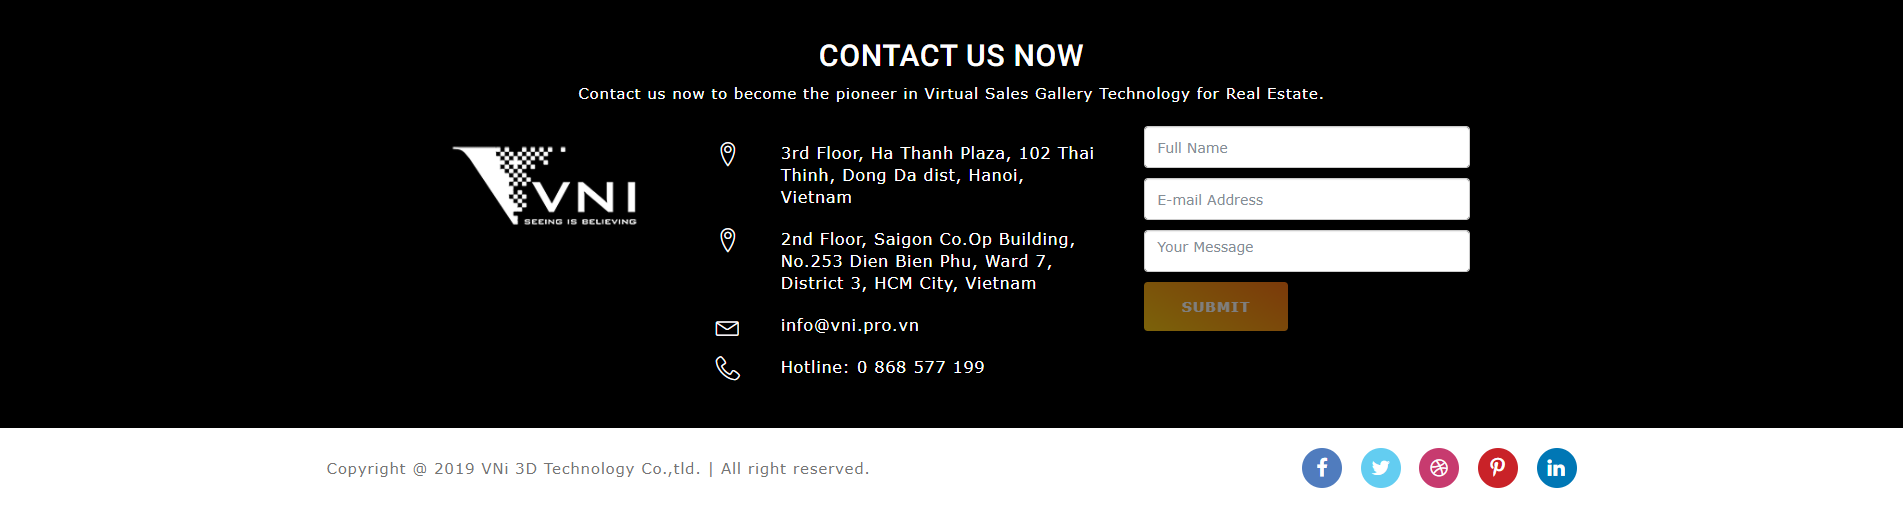 CONTACT US NOW
Contact us now to become the pioneer in Virtual Sales Gallery Technology for Real Estate.
VNI
SEEING IS BELIEVING
3rd Floor, Ha Thanh Plaza, 102 Thai
Thinh, Dong Da dist, Hanoi,
Vietnam
2nd Floor, Saigon Co.Op Building,
No.253 Dien Bien Phu, Ward 7,
District 3, HCM City, Vietnam
info@vni.pro.vn
Hotline: 0 868 577 199
Full Name
E-mail Address
Your Message
SUBMIT
Copyright @ 2019 VNi 3D Technology Co.,tld. | All right reserved.